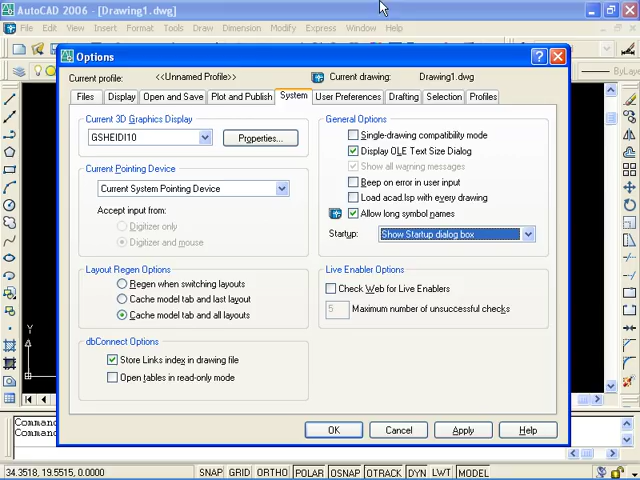 AutoCAD 2006 - [Drawing1.dwg]
File Edit View Insert Format Tools Draw Dimension Modify Express Window Help
ByLaye
Options
Current profile: <<Unnamed Profile>> Current drawing: Drawing1.dwg
Files Display Open and Save Plot and Publish System User Preferences Drafting Selection Profiles
Current 3D Graphics Display
GSHEIDI10 Properties...
Current Pointing Device
Current System Pointing Device
Accept input from:
Digitizer only
Digitizer and mouse
Layout Regen Options
Regen when switching layouts
Cache model tab and last layout
Cache model tab and all layouts
dbConnect Options
Store Links index in drawing file
Open tables in read-only mode
General Options
Single-drawing compatibility mode
Display OLE Text Size Dialog
Show all warning messages
Beep on error in user input
Load acad.lsp with every drawing
Allow long symbol names
Startup: Show Startup dialog box
Live Enabler Options
Check Web for Live Enablers
5 Maximum number of unsuccessful checks
OK Cancel Apply Help
Y
Comman
Comman
34.3518, 19.5515, 0.0000 SNAP GRID ORTHO POLAR OSNAP OTRACK DYN LWT MODEL